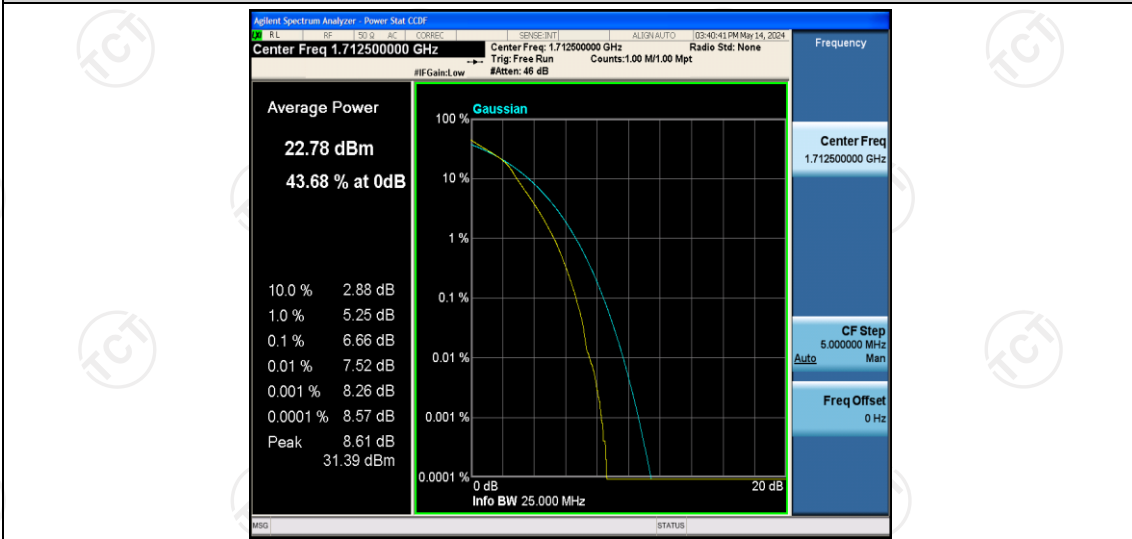 Agilent Spectrum Analyzer - Power Stat CCDF
RL RF 50 Ω AC CORREC SENSE:INT ALIGNAUTO 03:40:41 PM May 14, 2024
Center Freq 1.712500000 GHz
Center Freq: 1.712500000 GHz Radio Std: None
Trig: Free Run Counts:1.00 M/1.00 Mpt
#IFGain:Low #Atten: 46 dB
Frequency
Average Power
22.78 dBm
43.68 % at 0dB
10.0 % 2.88 dB
1.0 % 5.25 dB
0.1 % 6.66 dB
0.01 % 7.52 dB
0.001 % 8.26 dB
0.0001 % 8.57 dB
Peak 8.61 dB
31.39 dBm
Gaussian
100 %
10 %
1 %
0.1 %
0.01 %
0.001 %
0.0001 %
0 dB 20 dB
Info BW 25.000 MHz
Center Freq
1.712500000 GHz
CF Step
5.000000 MHz
Auto Man
Freq Offset
0 Hz
MSG STATUS
TCT
TCT
TCT
TCT